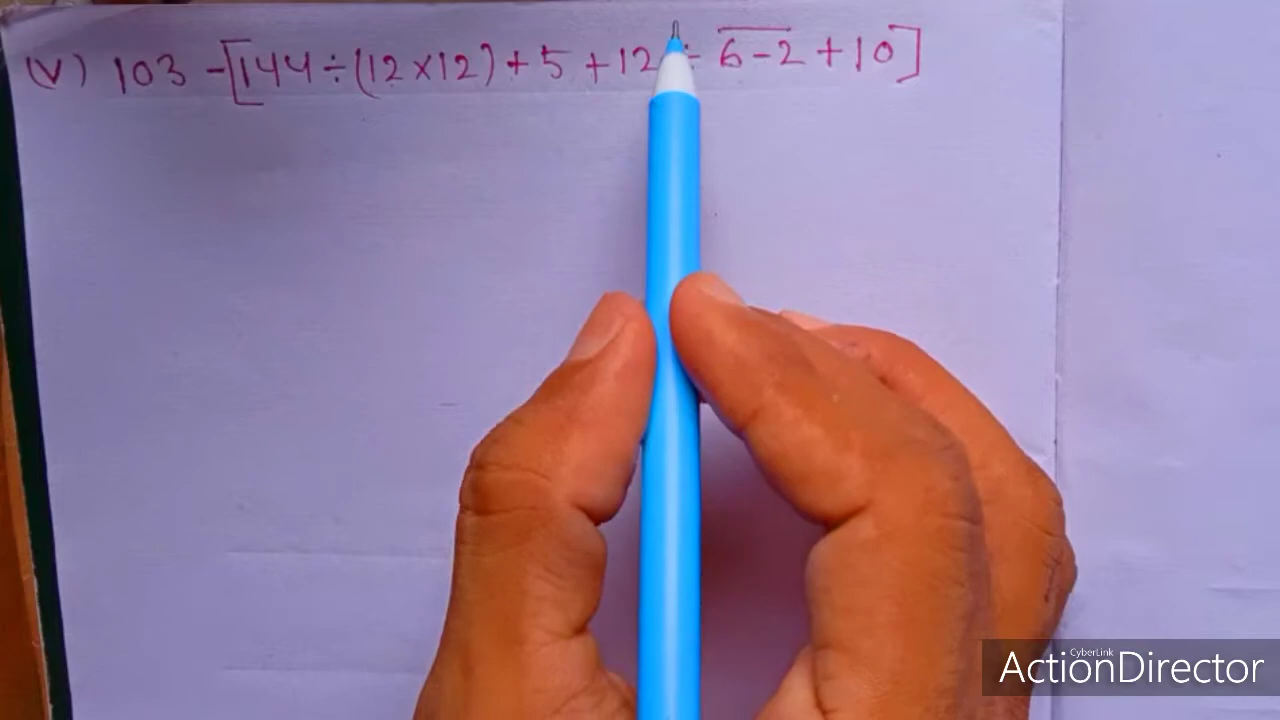 (V) 103 - [144 ÷ (12 × 12) + 5 + 12 ÷ 6̅ ̅-̅ ̅2̅ + 10]
CyberLink
ActionDirector